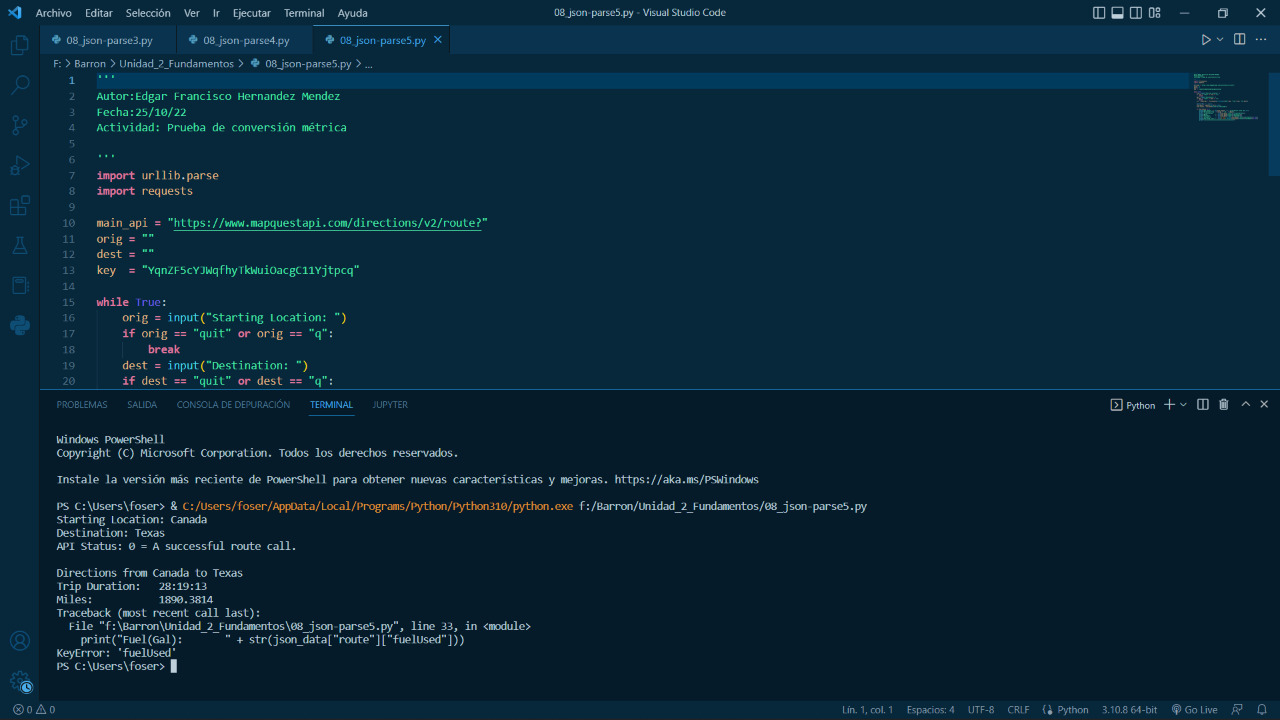 Archivo Editar Selección Ver Ir Ejecutar Terminal Ayuda
08_json-parse5.py - Visual Studio Code
08_json-parse3.py 08_json-parse4.py 08_json-parse5.py
F: > Barron > Unidad_2_Fundamentos > 08_json-parse5.py > ...
1 '''
2 Autor:Edgar Francisco Hernandez Mendez
3 Fecha:25/10/22
4 Actividad: Prueba de conversión métrica
5
6 '''
7 import urllib.parse
8 import requests
9
10 main_api = "https://www.mapquestapi.com/directions/v2/route?"
11 orig = ""
12 dest = ""
13 key = "YqnZF5cYJWqfhyTkWuiOacgC11Yjtpcq"
14
15 while True:
16 orig = input("Starting Location: ")
17 if orig == "quit" or orig == "q":
18 break
19 dest = input("Destination: ")
20 if dest == "quit" or dest == "q":
PROBLEMAS SALIDA CONSOLA DE DEPURACIÓN TERMINAL JUPYTER
Python
Windows PowerShell
Copyright (C) Microsoft Corporation. Todos los derechos reservados.
Instale la versión más reciente de PowerShell para obtener nuevas características y mejoras. https://aka.ms/PSWindows
PS C:\Users\foser> & C:/Users/foser/AppData/Local/Programs/Python/Python310/python.exe f:/Barron/Unidad_2_Fundamentos/08_json-parse5.py
Starting Location: Canada
Destination: Texas
API Status: 0 = A successful route call.
Directions from Canada to Texas
Trip Duration: 28:19:13
Miles: 1890.3814
Traceback (most recent call last):
File "f:\Barron\Unidad_2_Fundamentos\08_json-parse5.py", line 33, in <module>
print("Fuel(Gal): " + str(json_data["route"]["fuelUsed"]))
KeyError: 'fuelUsed'
PS C:\Users\foser>
0 0
Lín. 1, col. 1 Espacios: 4 UTF-8 CRLF Python 3.10.8 64-bit Go Live